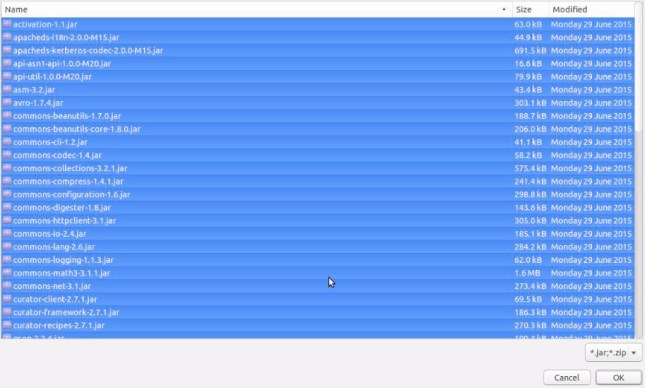 Name Size Modified
activation-1.1.jar 63.0 kB Monday 29 June 2015
apacheds-i18n-2.0.0-M15.jar 44.9 kB Monday 29 June 2015
apacheds-kerberos-codec-2.0.0-M15.jar 691.5 kB Monday 29 June 2015
api-asn1-api-1.0.0-M20.jar 16.6 kB Monday 29 June 2015
api-util-1.0.0-M20.jar 79.9 kB Monday 29 June 2015
asm-3.2.jar 43.4 kB Monday 29 June 2015
avro-1.7.4.jar 303.1 kB Monday 29 June 2015
commons-beanutils-1.7.0.jar 188.7 kB Monday 29 June 2015
commons-beanutils-core-1.8.0.jar 206.0 kB Monday 29 June 2015
commons-cli-1.2.jar 41.1 kB Monday 29 June 2015
commons-codec-1.4.jar 58.2 kB Monday 29 June 2015
commons-collections-3.2.1.jar 575.4 kB Monday 29 June 2015
commons-compress-1.4.1.jar 241.4 kB Monday 29 June 2015
commons-configuration-1.6.jar 298.8 kB Monday 29 June 2015
commons-digester-1.8.jar 143.6 kB Monday 29 June 2015
commons-httpclient-3.1.jar 305.0 kB Monday 29 June 2015
commons-io-2.4.jar 185.1 kB Monday 29 June 2015
commons-lang-2.6.jar 284.2 kB Monday 29 June 2015
commons-logging-1.1.3.jar 62.0 kB Monday 29 June 2015
commons-math3-3.1.1.jar 1.6 MB Monday 29 June 2015
commons-net-3.1.jar 273.4 kB Monday 29 June 2015
curator-client-2.7.1.jar 69.5 kB Monday 29 June 2015
curator-framework-2.7.1.jar 186.3 kB Monday 29 June 2015
curator-recipes-2.7.1.jar 270.3 kB Monday 29 June 2015
*.jar;*.zip
Cancel OK